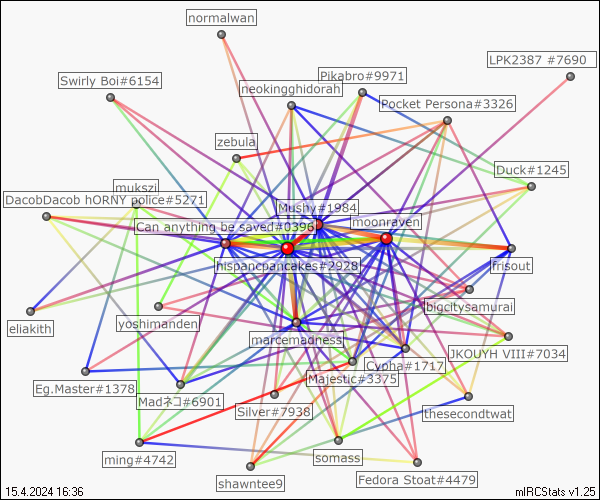 normalwan
LPK2387 #7690
Pikabro#9971
Swirly Boi#6154
neokingghidorah
Pocket Persona#3326
zebula
Duck#1245
mukszi
DacobDacob hORNY police#5271
Mushy#1984
Can anything be saved#0396
moonraven
hispancpancakes#2928
frisout
bigcitysamurai
eliakith
yoshimanden
marcemadness
JKOUYH VIII#7034
Cypha#1717
Majestic#3375
Eg.Master#1378
Madネコ#6901
Silver#7938
thesecondtwat
ming#4742
somass
shawntee9
Fedora Stoat#4479
15.4.2024 16:36
mIRCStats v1.25